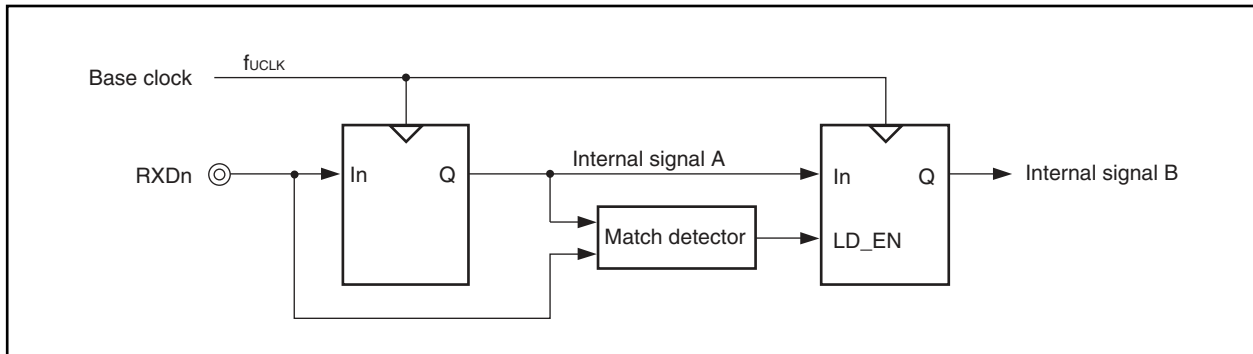 Base clock
fUCLK
RXDn
In
Q
Internal signal A
In
Q
Internal signal B
Match detector
LD_EN